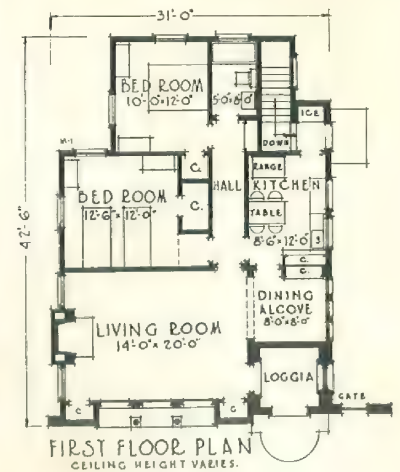 31'-0"
BED ROOM
10'-0"x12'-0"
5'-0"x8'-0"
ICE
DOWN
42'-6"
C.
RANGE
HALL
KITCHEN
BED ROOM
12'-6"x12'-0"
C.
TABLE
8'-6"x12'-0"
S
C.
C.
DINING
ALCOVE
8'-0"x8'-0"
LIVING ROOM
14'-0"x20'-0"
LOGGIA
GATE
C
C
FIRST FLOOR PLAN
CEILING HEIGHT VARIES.